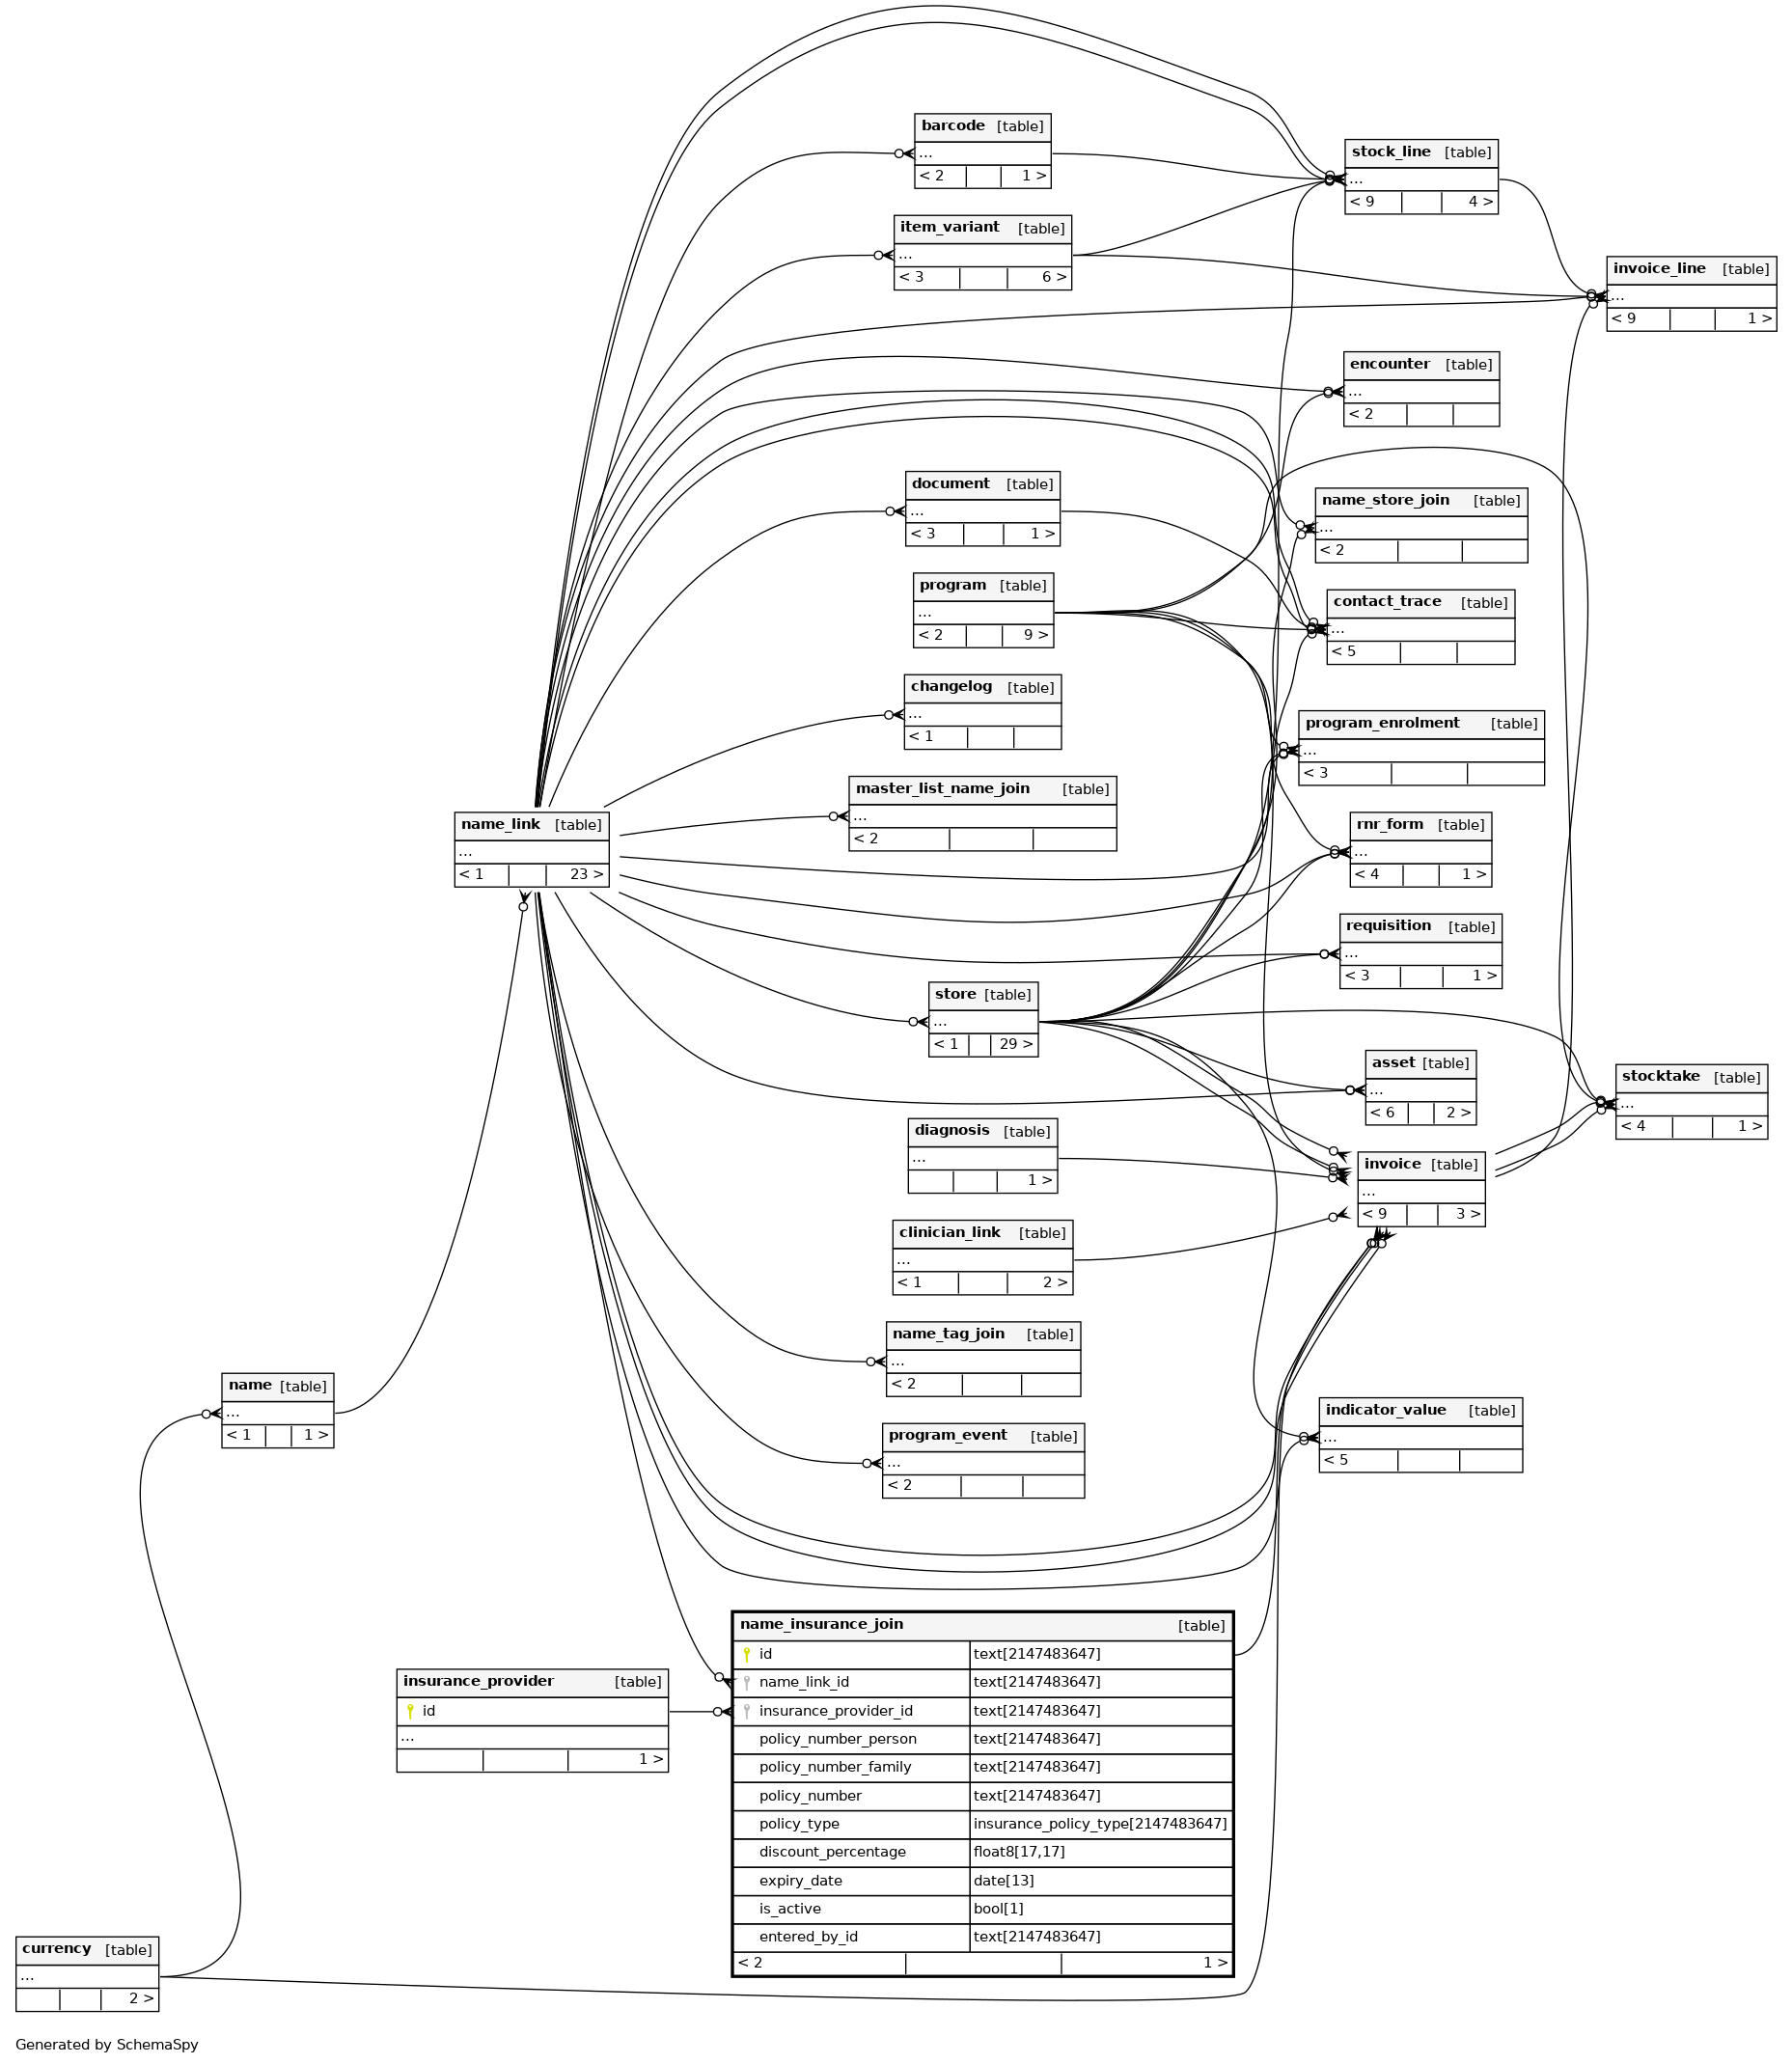 barcode [table]
...
< 2 1 >
stock_line [table]
...
< 9 4 >
item_variant [table]
...
< 3 6 >
invoice_line [table]
...
< 9 1 >
encounter [table]
...
< 2
document [table]
...
< 3 1 >
name_store_join [table]
...
< 2
program [table]
...
< 2 9 >
contact_trace [table]
...
< 5
changelog [table]
...
< 1
program_enrolment [table]
...
< 3
master_list_name_join [table]
...
< 2
name_link [table]
...
< 1 23 >
rnr_form [table]
...
< 4 1 >
requisition [table]
...
< 3 1 >
store [table]
...
< 1 29 >
asset [table]
...
< 6 2 >
stocktake [table]
...
< 4 1 >
diagnosis [table]
...
1 >
invoice [table]
...
< 9 3 >
clinician_link [table]
...
< 1 2 >
name_tag_join [table]
...
< 2
name [table]
...
< 1 1 >
indicator_value [table]
...
< 5
program_event [table]
...
< 2
name_insurance_join [table]
id text[2147483647]
name_link_id text[2147483647]
insurance_provider_id text[2147483647]
policy_number_person text[2147483647]
policy_number_family text[2147483647]
policy_number text[2147483647]
policy_type insurance_policy_type[2147483647]
discount_percentage float8[17,17]
expiry_date date[13]
is_active bool[1]
entered_by_id text[2147483647]
< 2 1 >
insurance_provider [table]
id
...
1 >
currency [table]
...
2 >
Generated by SchemaSpy